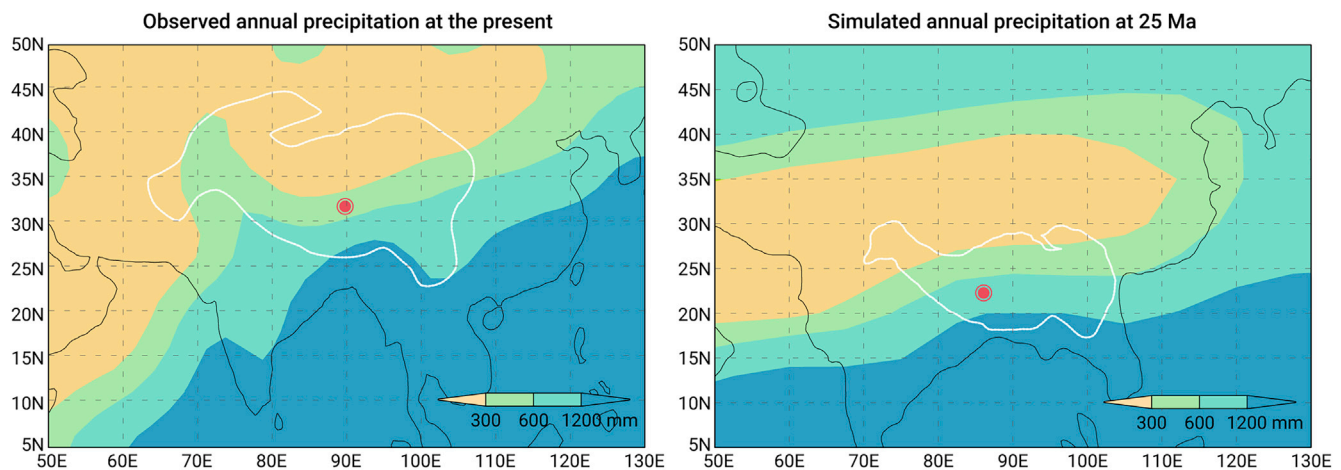 Observed annual precipitation at the present
50N
45N
40N
35N
30N
25N
20N
15N
10N
5N
50E 60E 70E 80E 90E 100E 110E 120E 130E
300 600 1200 mm
Simulated annual precipitation at 25 Ma
50N
45N
40N
35N
30N
25N
20N
15N
10N
5N
50E 60E 70E 80E 90E 100E 110E 120E 130E
300 600 1200 mm